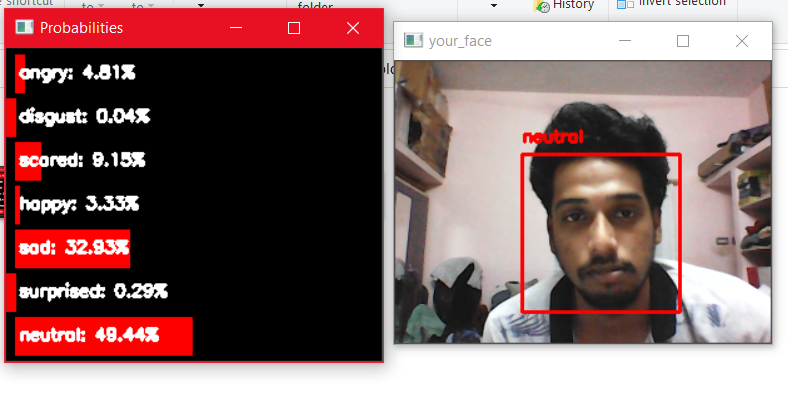 shortcut
to
to
folder
History
Invert selection
Probabilities
your_face
angry: 4.81%
disgust: 0.04%
scared: 9.15%
happy: 3.33%
sad: 32.93%
surprised: 0.29%
neutral: 49.44%
neutral